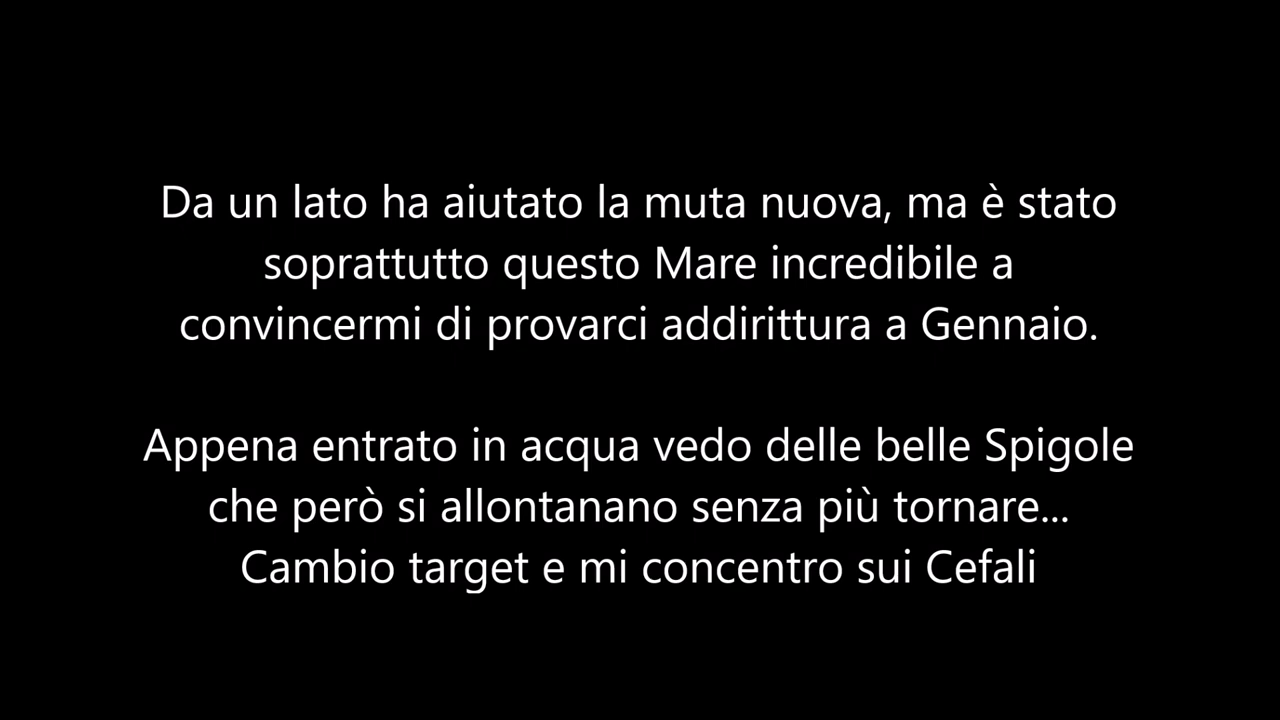 Da un lato ha aiutato la muta nuova, ma è stato
soprattutto questo Mare incredibile a
convincermi di provarci addirittura a Gennaio.
Appena entrato in acqua vedo delle belle Spigole
che però si allontanano senza più tornare...
Cambio target e mi concentro sui Cefali